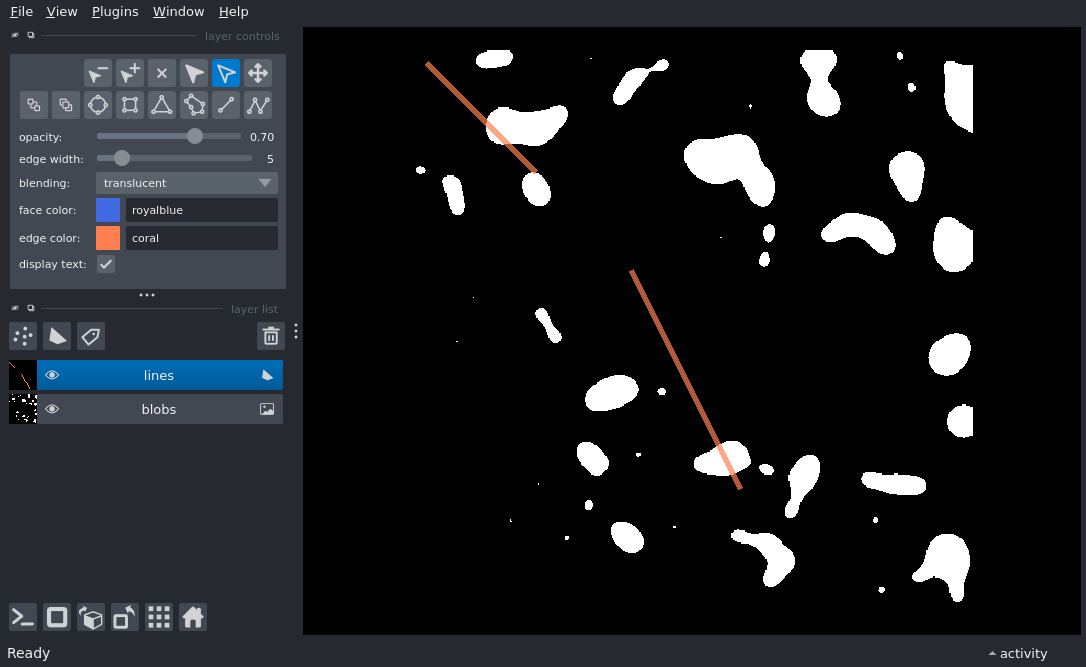 File View Plugins Window Help
layer controls
opacity: 0.70
edge width: 5
blending: translucent
face color: royalblue
edge color: coral
display text:
layer list
lines
blobs
Ready
activity